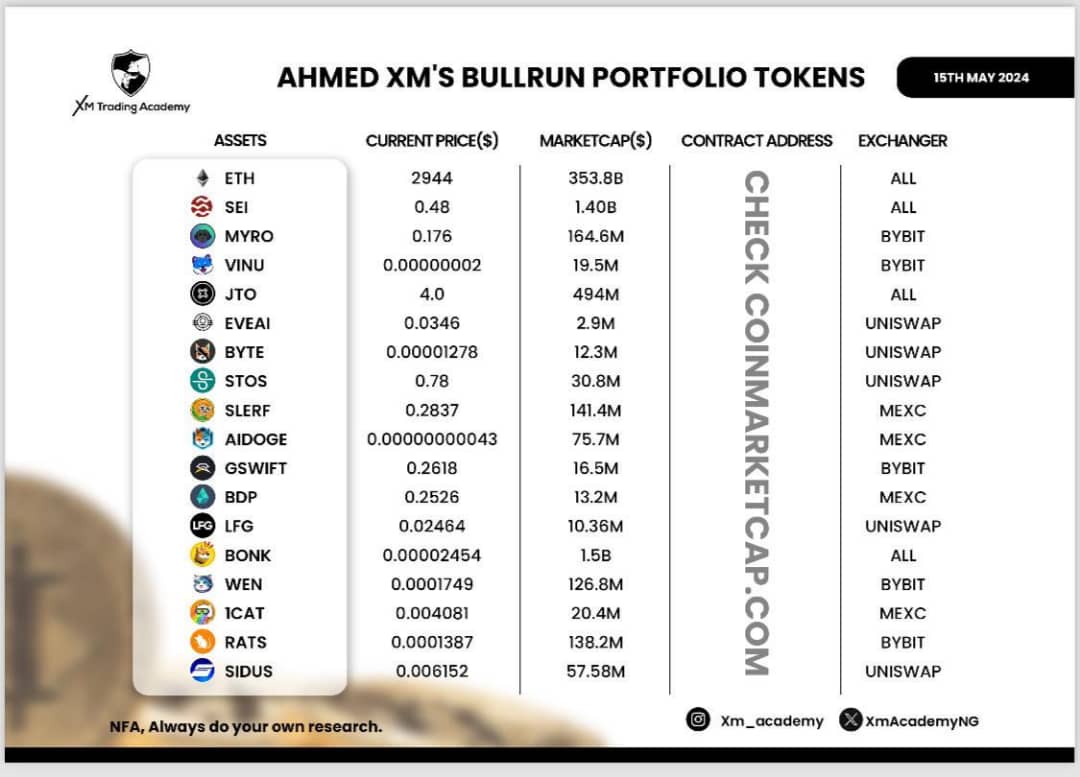 XM Trading Academy
AHMED XM'S BULLRUN PORTFOLIO TOKENS
15TH MAY 2024
ASSETS CURRENT PRICE($) MARKETCAP($) CONTRACT ADDRESS EXCHANGER
ETH 2944 353.8B ALL
SEI 0.48 1.40B ALL
MYRO 0.176 164.6M BYBIT
VINU 0.00000002 19.5M BYBIT
JTO 4.0 494M ALL
EVEAI 0.0346 2.9M UNISWAP
BYTE 0.00001278 12.3M UNISWAP
STOS 0.78 30.8M UNISWAP
SLERF 0.2837 141.4M MEXC
AIDOGE 0.00000000043 75.7M MEXC
GSWIFT 0.2618 16.5M BYBIT
BDP 0.2526 13.2M MEXC
LFG LFG 0.02464 10.36M UNISWAP
BONK 0.00002454 1.5B ALL
WEN 0.0001749 126.8M BYBIT
1CAT 0.004081 20.4M MEXC
RATS 0.0001387 138.2M BYBIT
SIDUS 0.006152 57.58M UNISWAP
CHECK COINMARKETCAP.COM
NFA, Always do your own research.
Xm_academy XmAcademyNG